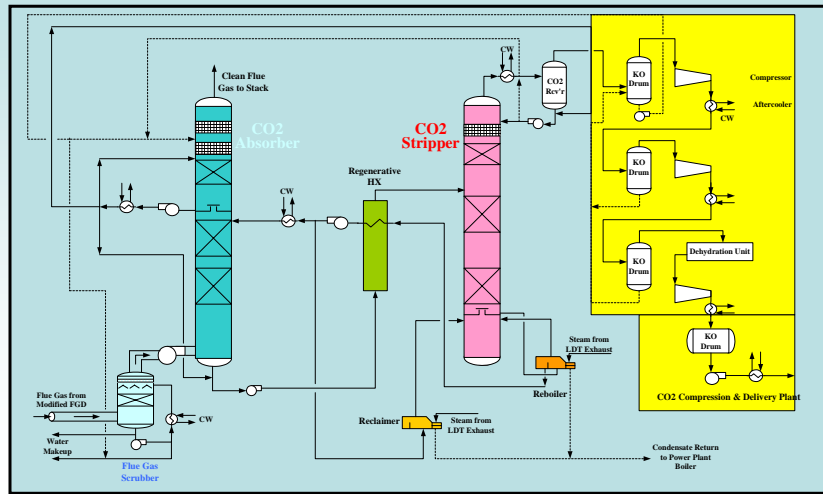 Clean Flue
Gas to Stack
CO2
Absorber
CW
CO2
Rcv'r
CO2
Stripper
KO
Drum
Compressor
Aftercooler
CW
Regenerative
HX
CW
KO
Drum
KO
Drum
Dehydration Unit
KO
Drum
CO2 Compression & Delivery Plant
Steam from
LDT Exhaust
Reboiler
Flue Gas from
Modified FGD
CW
Water
Makeup
Flue Gas
Scrubber
Reclaimer
Steam from
LDT Exhaust
Condensate Return
to Power Plant
Boiler